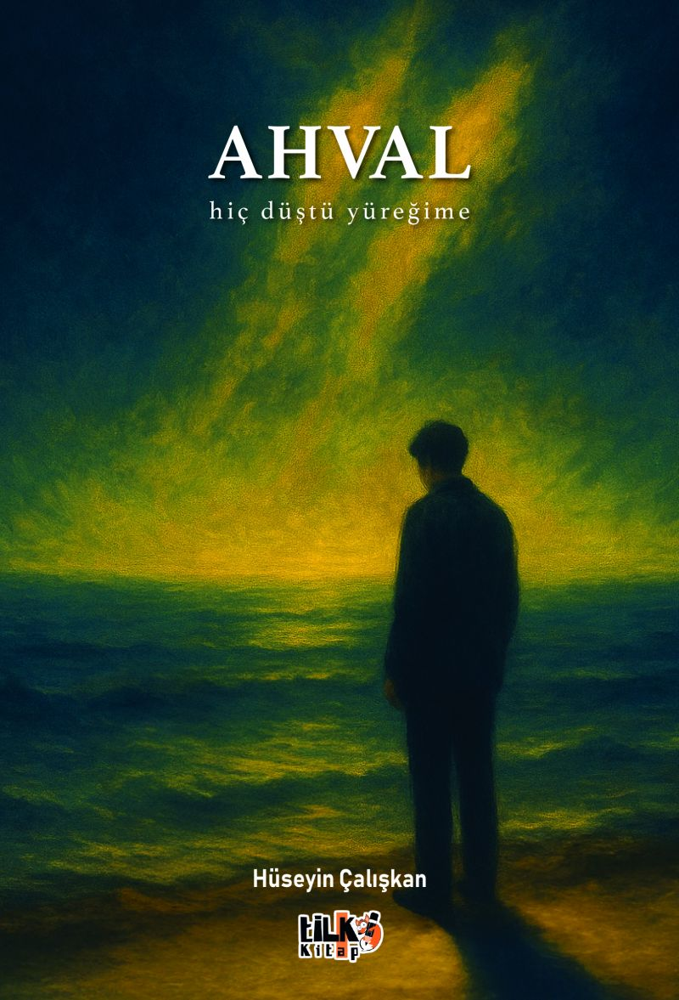 AHVAL
hiç düştü yüreğime
Hüseyin Çalışkan
tilki
Kitap